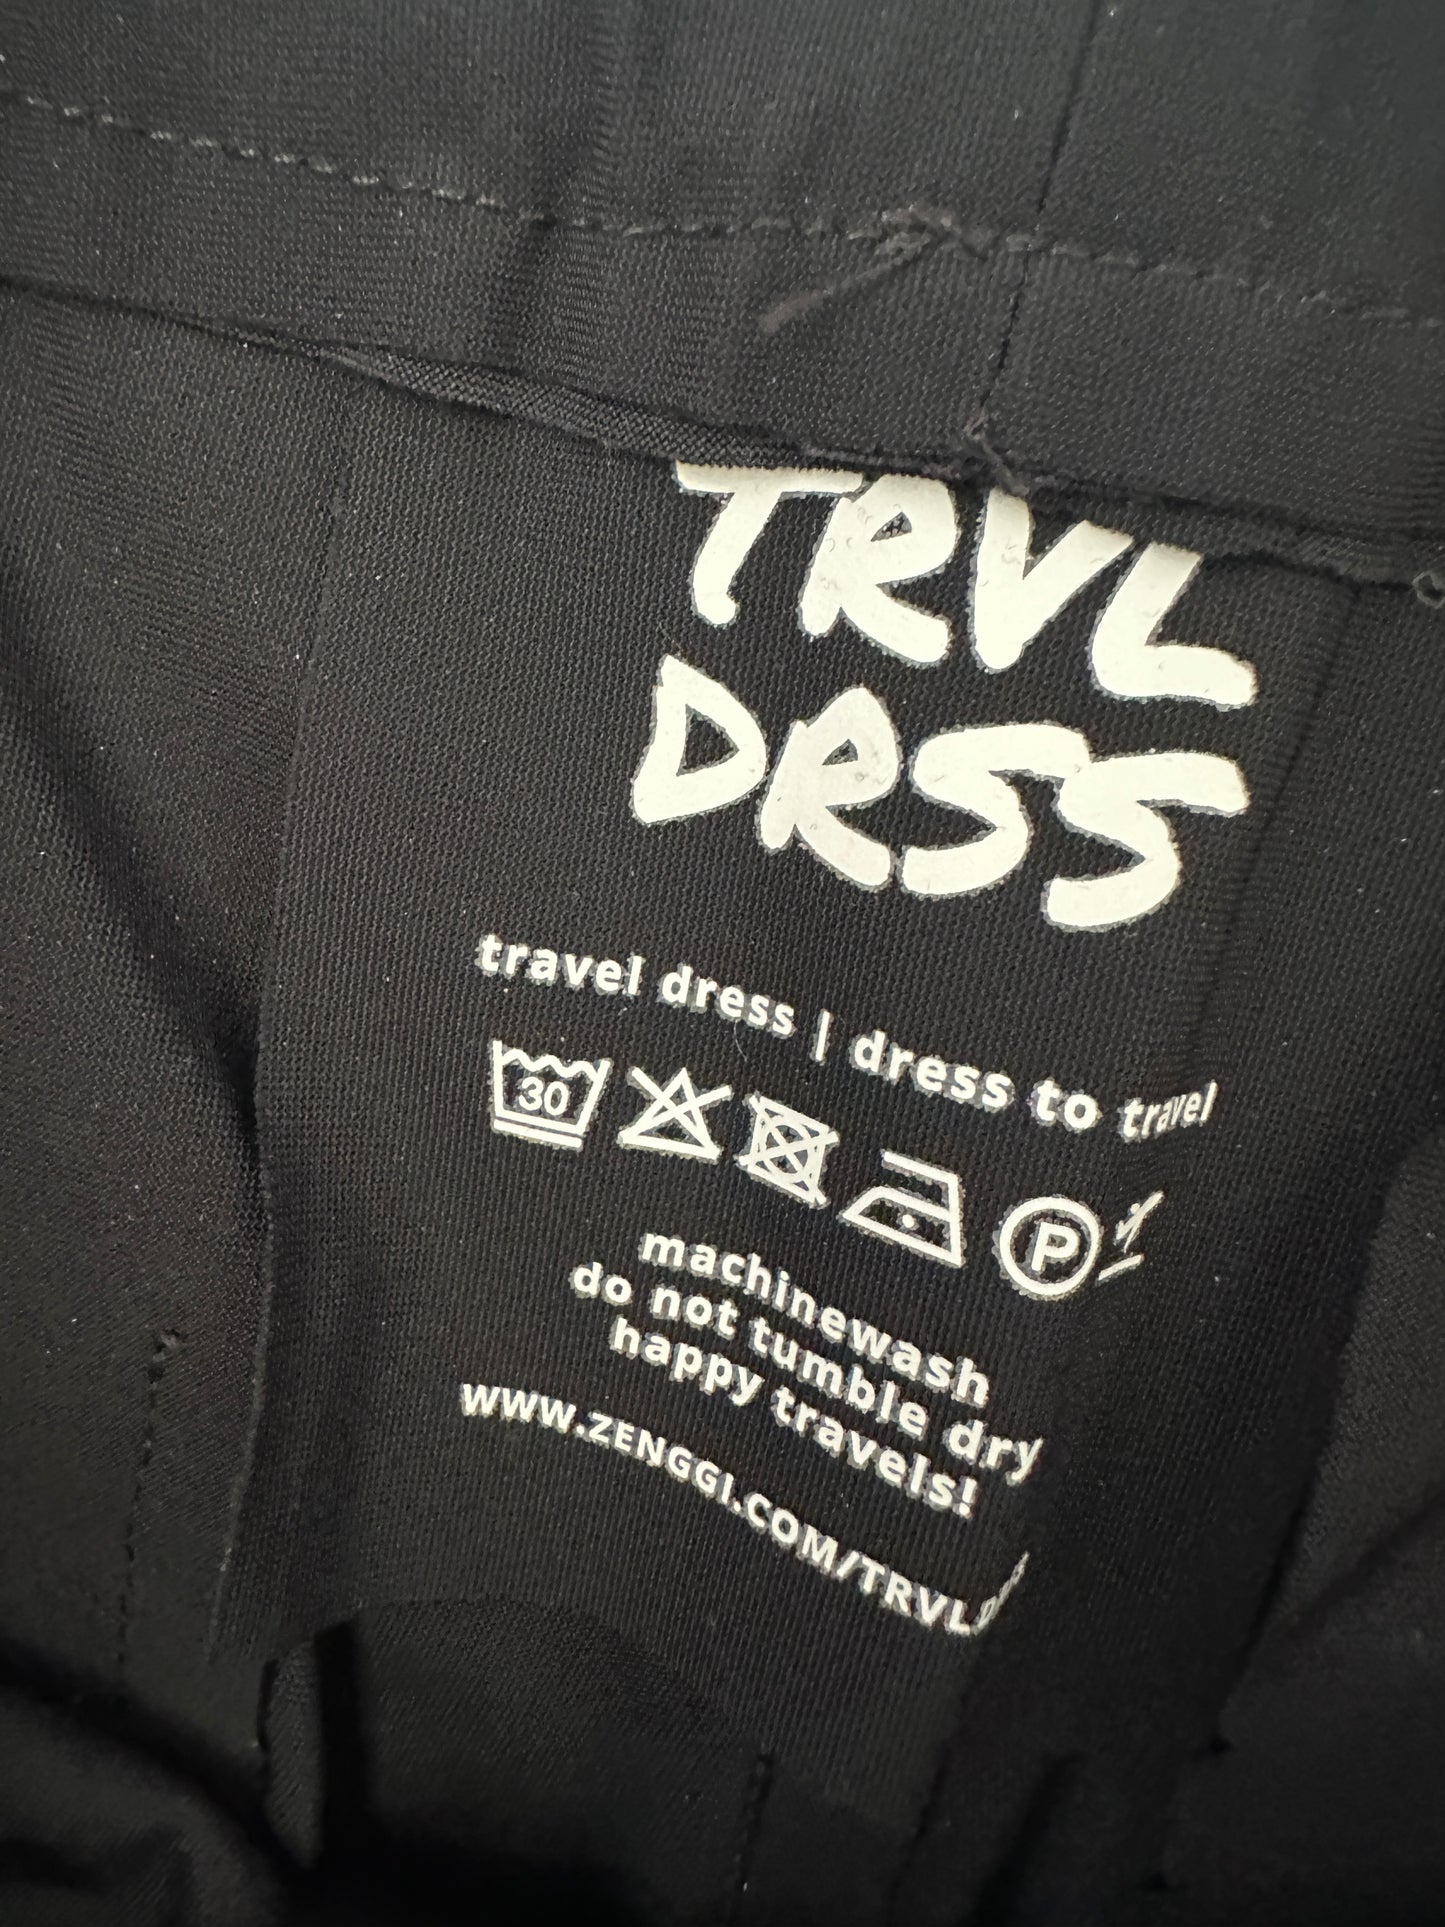 TRVL
DRSS
travel dress | dress to travel
30
P
machinewash
do not tumble dry
happy travels!
WWW.ZENGGI.COM/TRVL